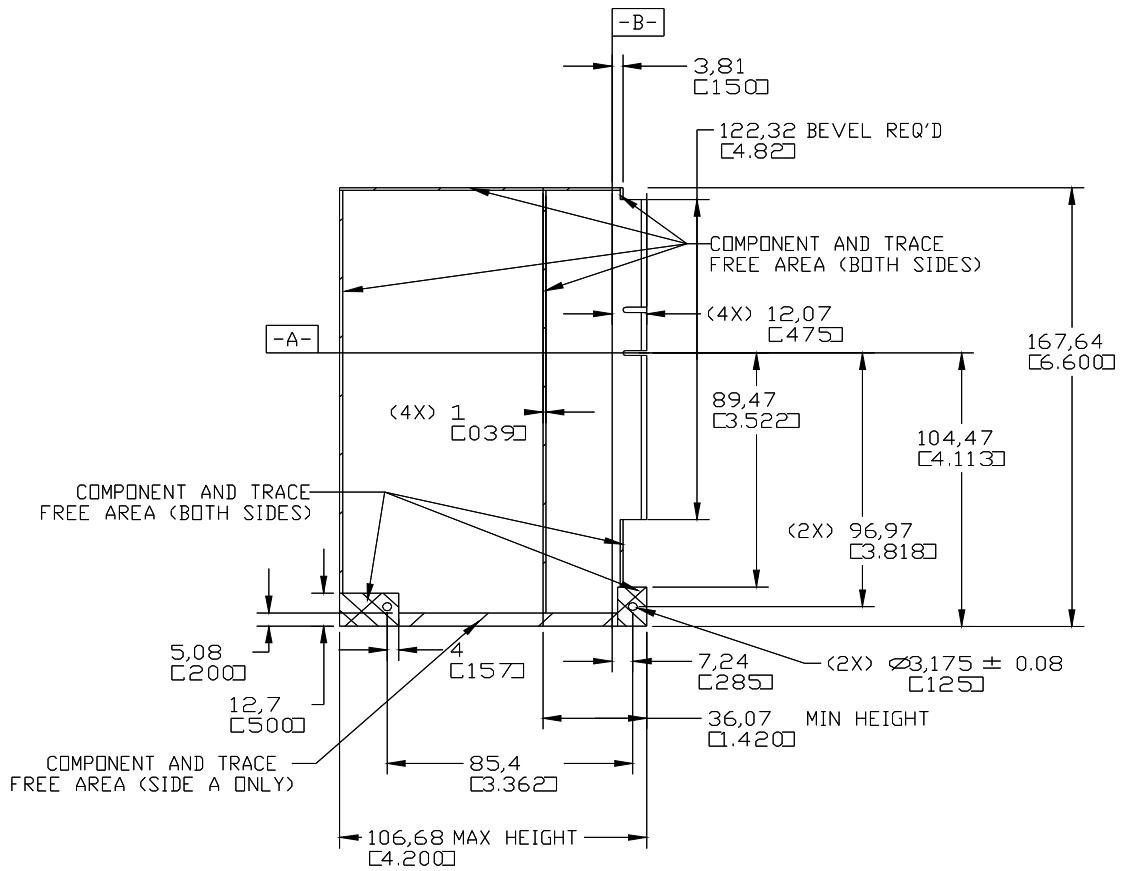 -B-
3,81
[150]
122,32 BEVEL REQ'D
[4.82]
COMPONENT AND TRACE
FREE AREA (BOTH SIDES)
(4X) 12,07
[475]
-A-
167,64
[6.600]
89,47
[3.522]
(4X) 1
[039]
104,47
[4.113]
COMPONENT AND TRACE
FREE AREA (BOTH SIDES)
(2X) 96,97
[3.818]
5,08
[200]
4
[157]
7,24
[285]
(2X) Ø3,175 ± 0.08
[125]
12,7
[500]
36,07 MIN HEIGHT
[1.420]
COMPONENT AND TRACE
FREE AREA (SIDE A ONLY)
85,4
[3.362]
106,68 MAX HEIGHT
[4.200]